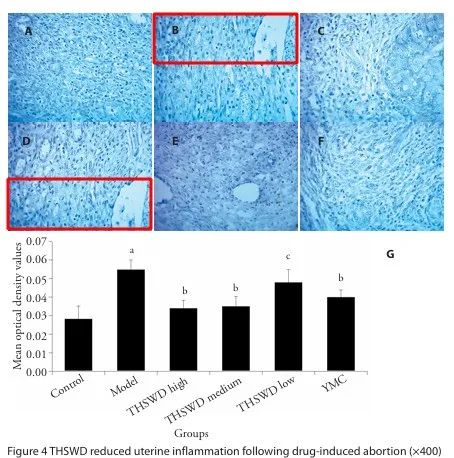 A
B
C
D
E
F
G
0.07
0.06
0.05
0.04
0.03
0.02
0.01
0.00
Mean optical density values
a
b
b
c
b
Control
Model
THSWD high
THSWD medium
THSWD low
YMC
Groups
Figure 4 THSWD reduced uterine inflammation following drug-induced abortion (×400)